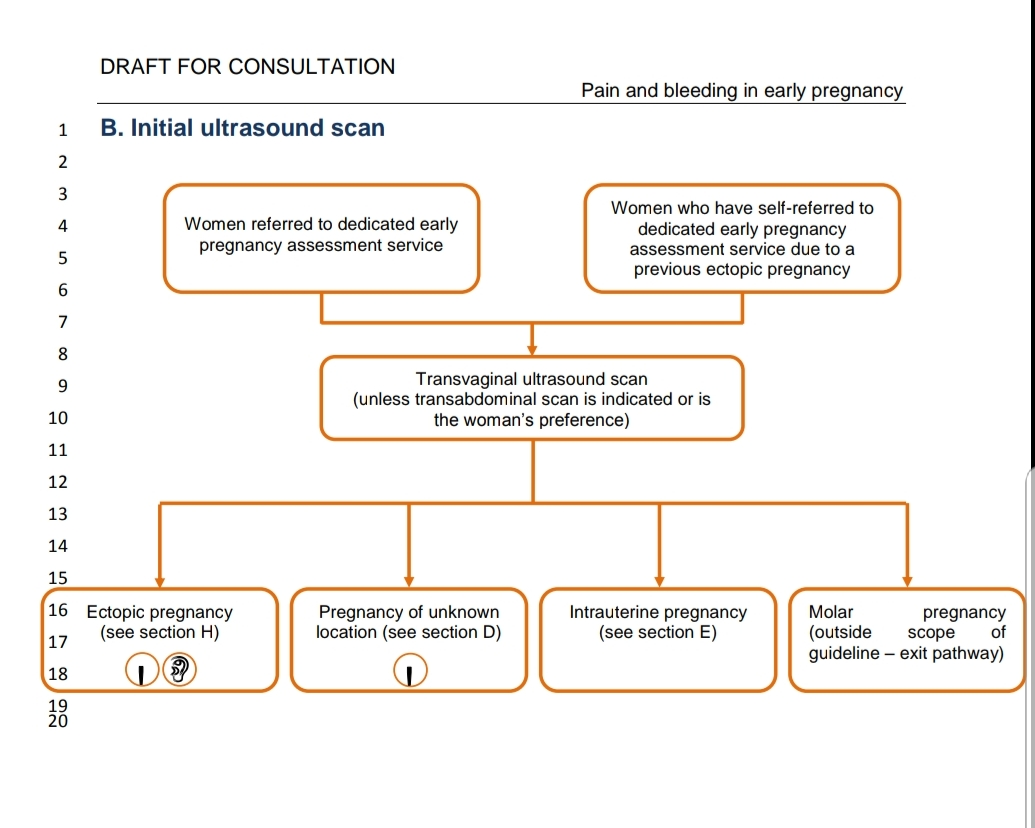 DRAFT FOR CONSULTATION
Pain and bleeding in early pregnancy
1 B. Initial ultrasound scan
2
3
4
5
6
7
8
9
10
11
12
13
14
15
16
17
18
19
20
Women referred to dedicated early
pregnancy assessment service
Women who have self-referred to
dedicated early pregnancy
assessment service due to a
previous ectopic pregnancy
Transvaginal ultrasound scan
(unless transabdominal scan is indicated or is
the woman's preference)
Ectopic pregnancy
(see section H)
Pregnancy of unknown
location (see section D)
Intrauterine pregnancy
(see section E)
Molar pregnancy
(outside scope of
guideline – exit pathway)